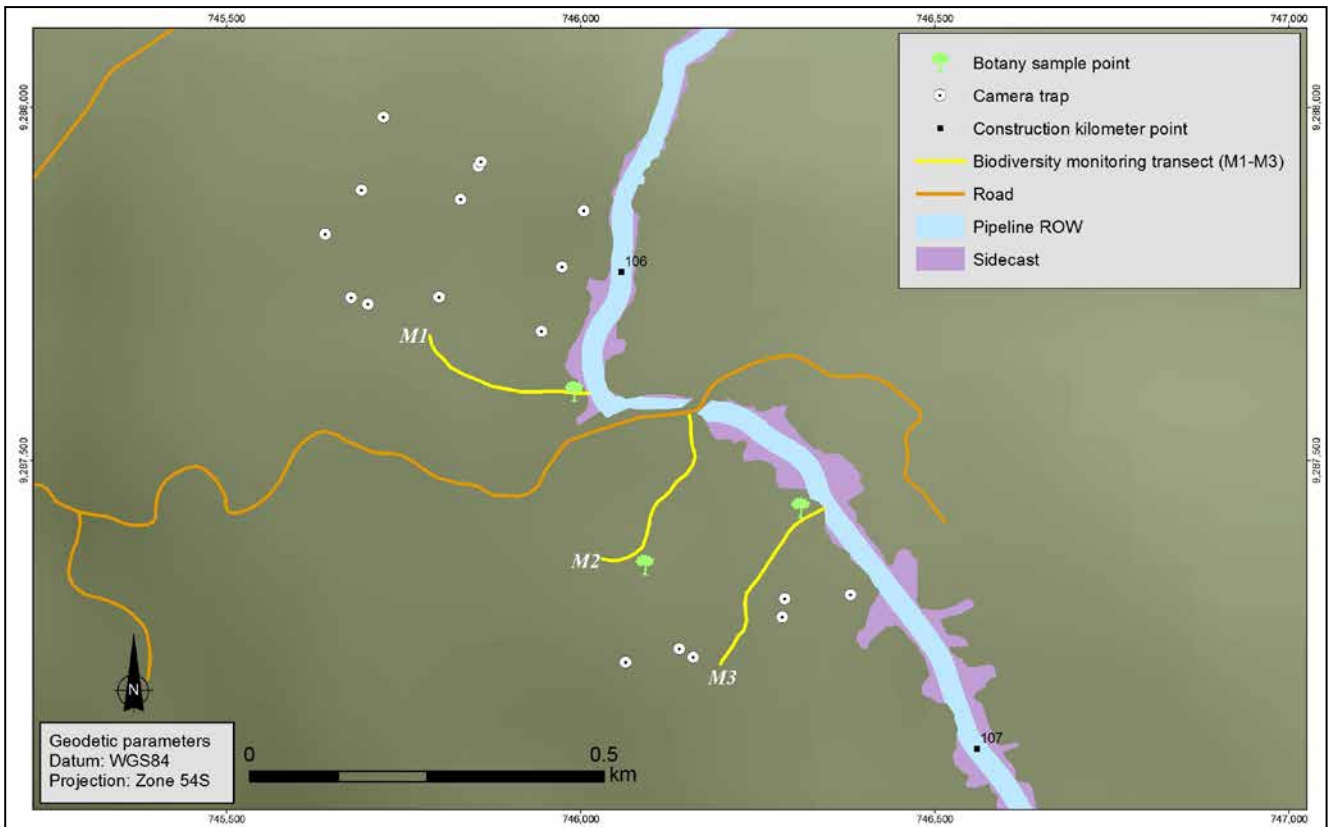 745,500
746,000
746,500
747,000
9,288,000
9,288,000
Botany sample point
Camera trap
Construction kilometer point
Biodiversity monitoring transect (M1-M3)
Road
Pipeline ROW
Sidecast
106
M1
9,287,500
9,287,500
M2
M3
N
107
Geodetic parameters
Datum: WGS84
Projection: Zone 54S
0 0.5
km
745,500
746,000
746,500
747,000